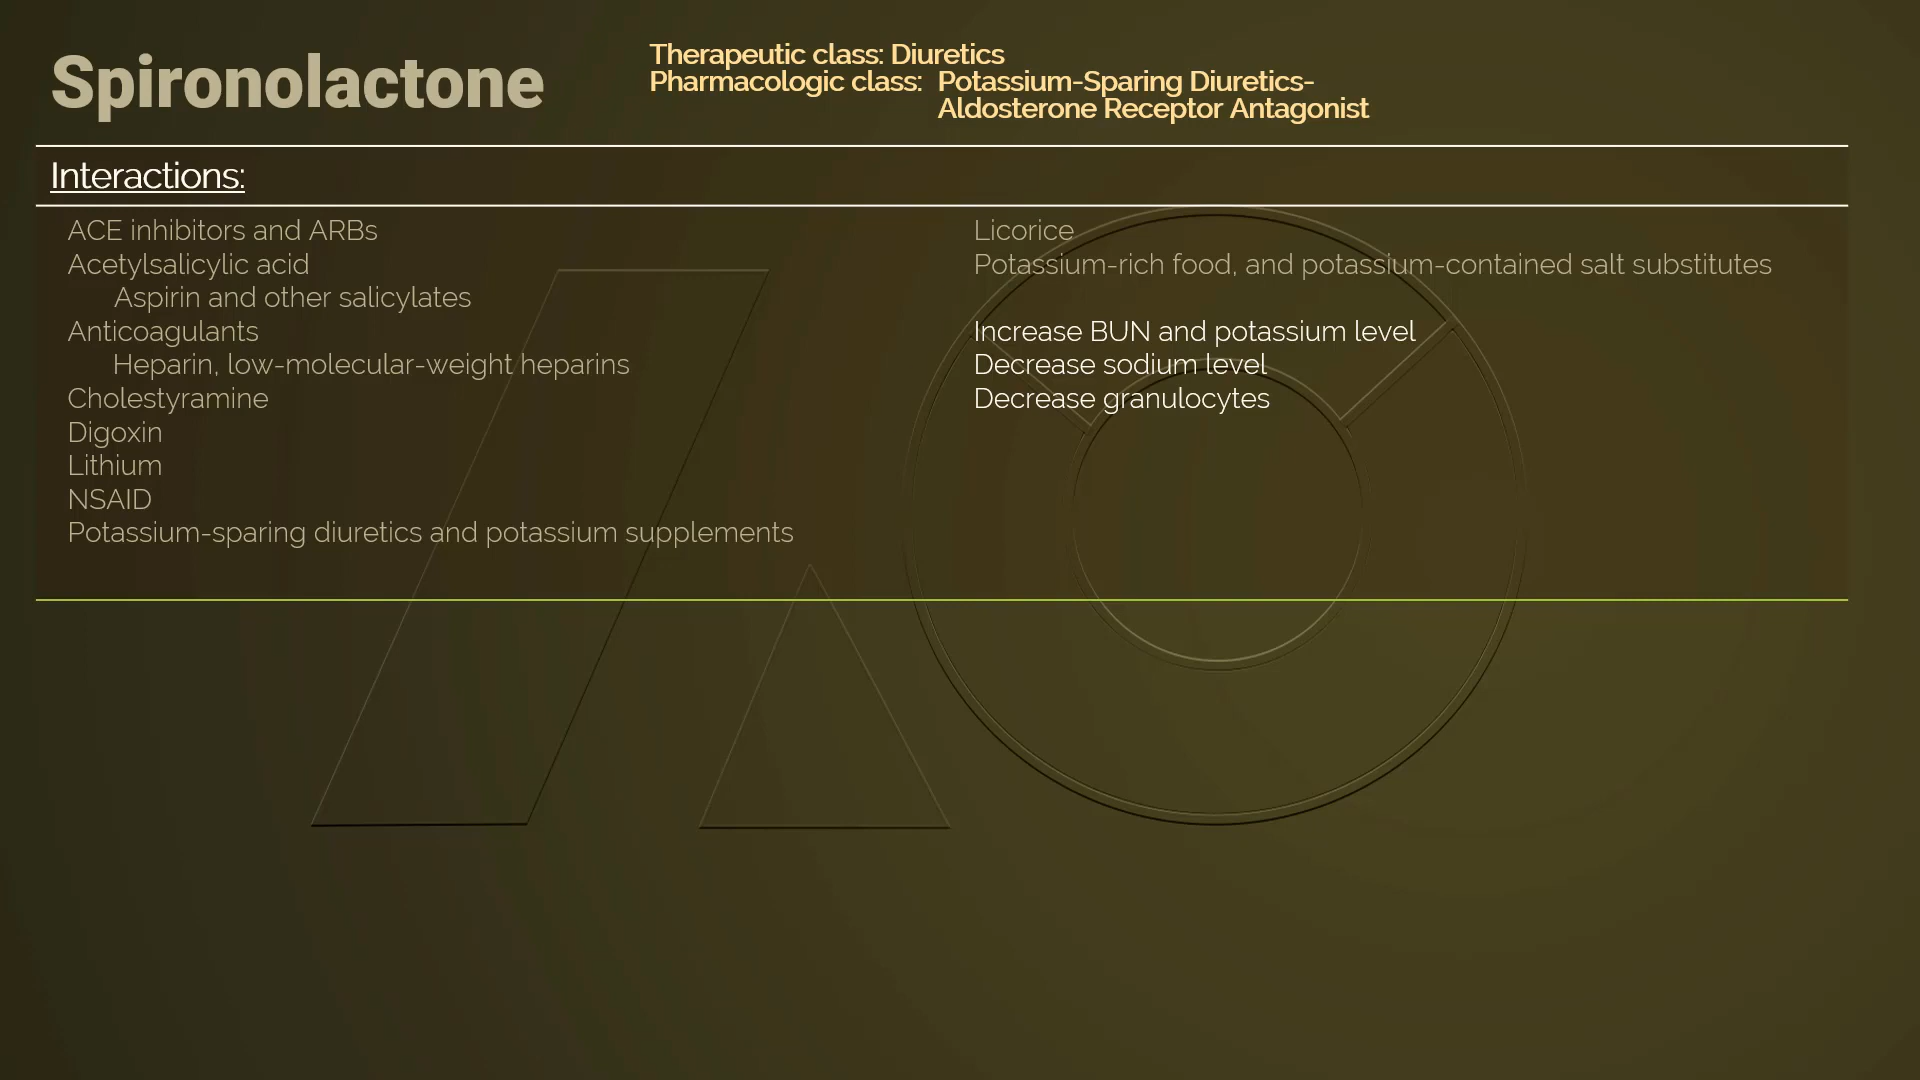 Spironolactone
Therapeutic class: Diuretics
Pharmacologic class: Potassium-Sparing Diuretics-
Aldosterone Receptor Antagonist
Interactions:
ACE inhibitors and ARBs
Acetylsalicylic acid
Aspirin and other salicylates
Anticoagulants
Heparin, low-molecular-weight heparins
Cholestyramine
Digoxin
Lithium
NSAID
Potassium-sparing diuretics and potassium supplements
Licorice
Potassium-rich food, and potassium-contained salt substitutes
Increase BUN and potassium level
Decrease sodium level
Decrease granulocytes